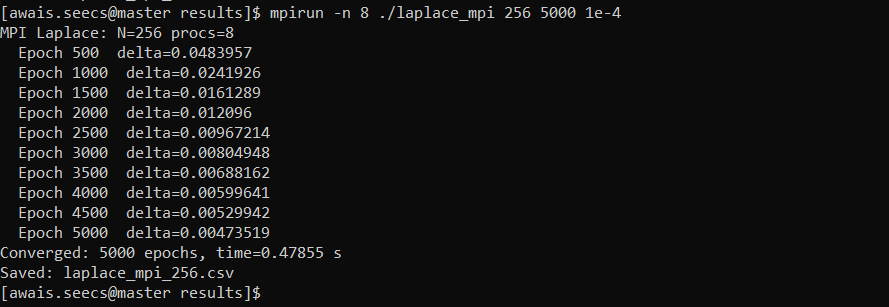 [awais.seecs@master results]$ mpirun -n 8 ./laplace_mpi 256 5000 1e-4
MPI Laplace: N=256 procs=8
  Epoch 500  delta=0.0483957
  Epoch 1000  delta=0.0241926
  Epoch 1500  delta=0.0161289
  Epoch 2000  delta=0.012096
  Epoch 2500  delta=0.00967214
  Epoch 3000  delta=0.00804948
  Epoch 3500  delta=0.00688162
  Epoch 4000  delta=0.00599641
  Epoch 4500  delta=0.00529942
  Epoch 5000  delta=0.00473519
Converged: 5000 epochs, time=0.47855 s
Saved: laplace_mpi_256.csv
[awais.seecs@master results]$